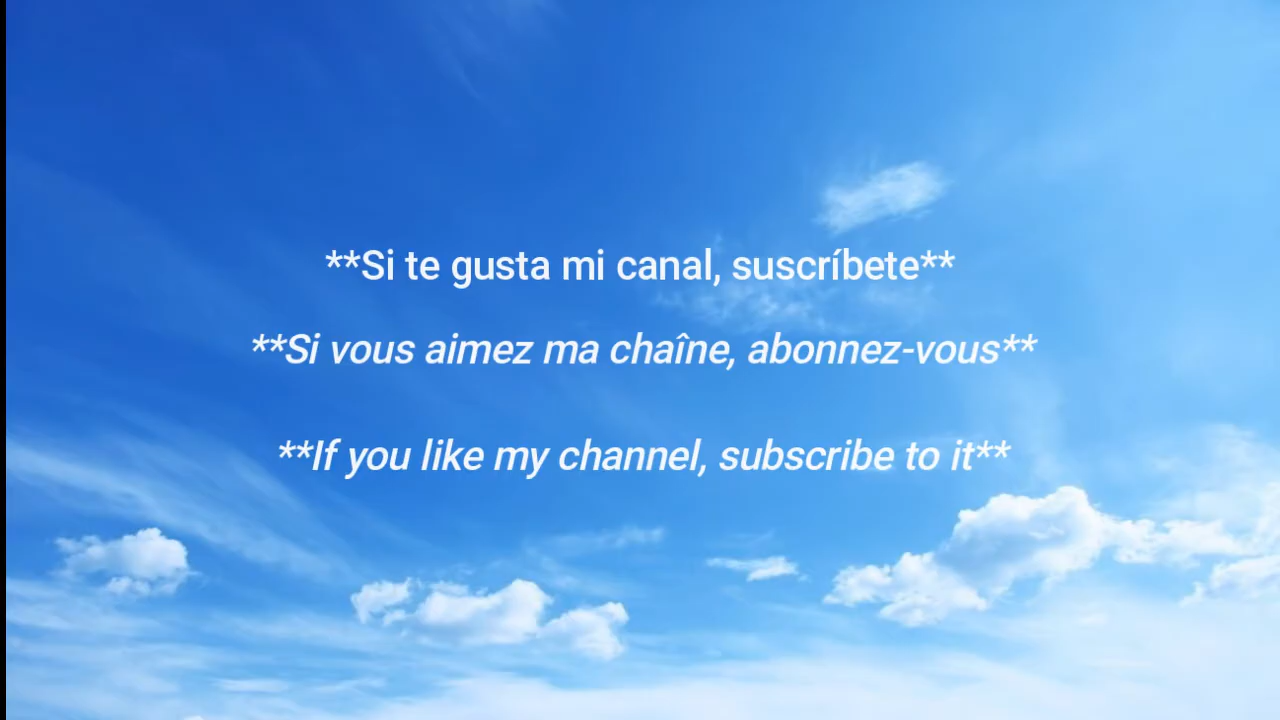 **Si te gusta mi canal, suscríbete**
**Si vous aimez ma chaîne, abonnez-vous**
**If you like my channel, subscribe to it**